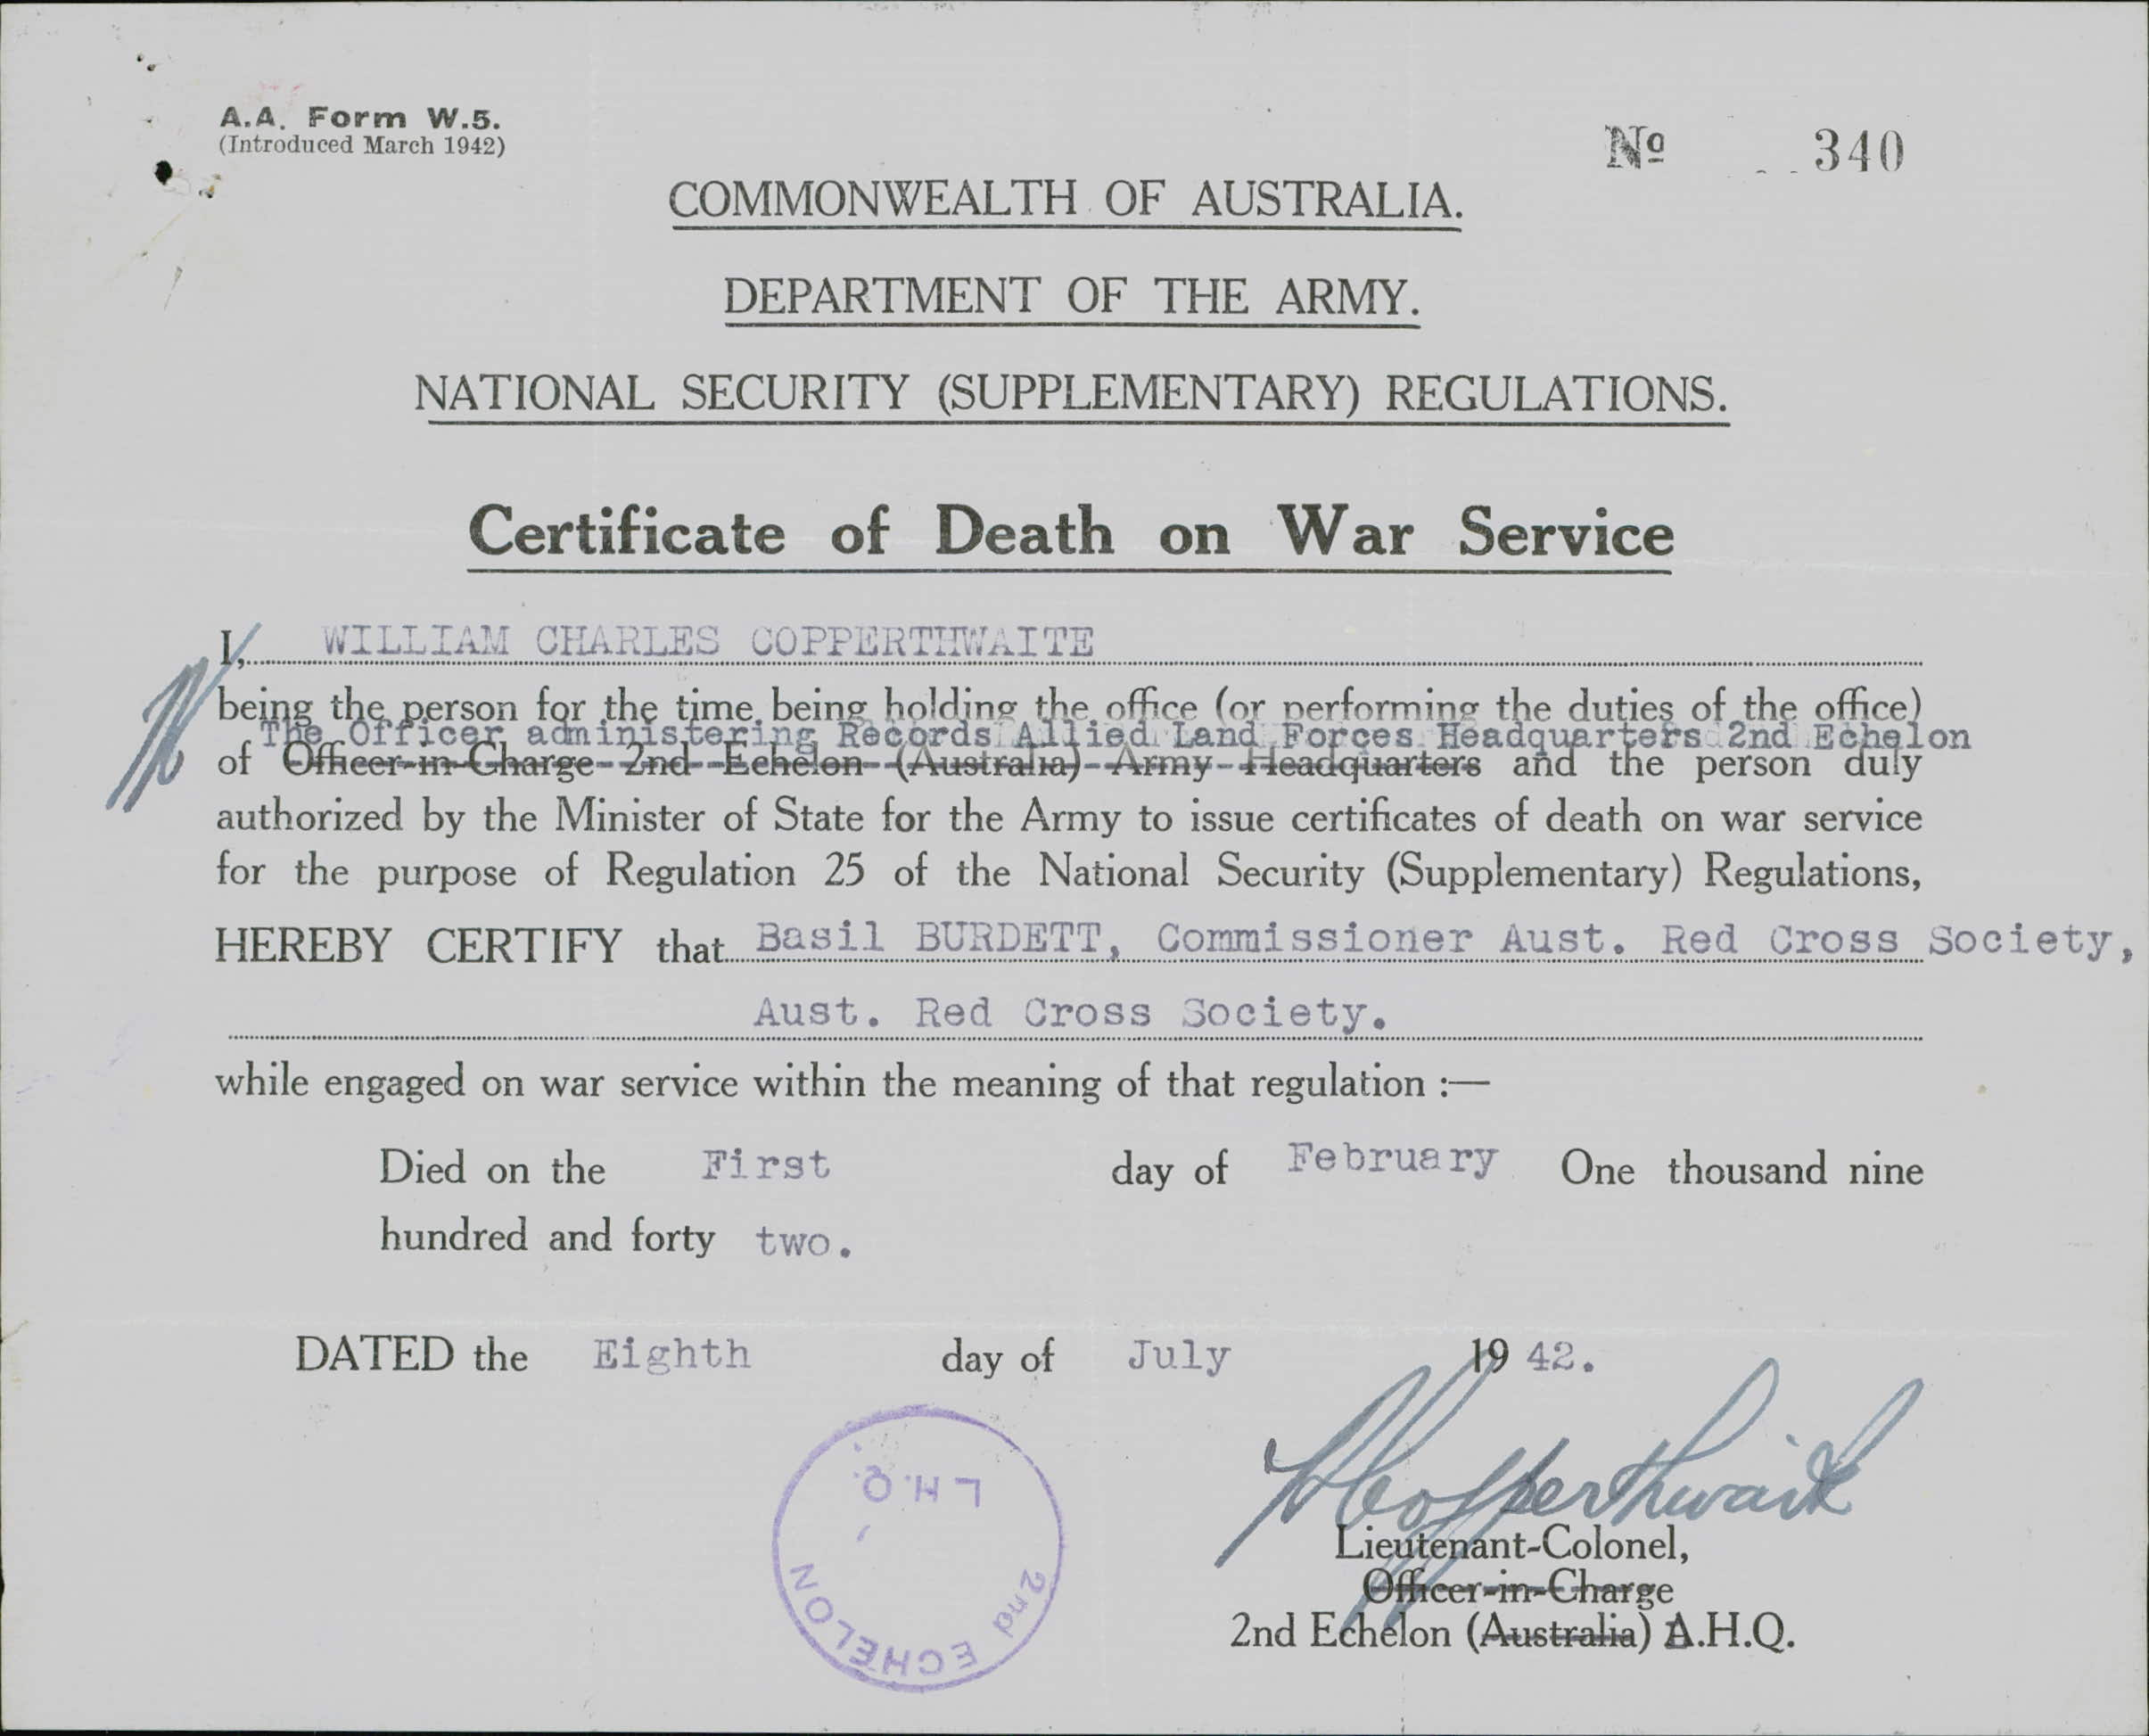 A.A. Form W.5.
(Introduced March 1942)
No 340
COMMONWEALTH OF AUSTRALIA.
DEPARTMENT OF THE ARMY.
NATIONAL SECURITY (SUPPLEMENTARY) REGULATIONS.
Certificate of Death on War Service
I, WILLIAM CHARLES COPPERTHWAITE
being the person for the time being holding the office (or performing the duties of the office)
The Officer administering Records Allied Land Forces Headquarters 2nd Echelon
of Officer-in-Charge 2nd Echelon (Australia) Army Headquarters and the person duly
authorized by the Minister of State for the Army to issue certificates of death on war service
for the purpose of Regulation 25 of the National Security (Supplementary) Regulations,
HEREBY CERTIFY that Basil BURDETT, Commissioner Aust. Red Cross Society,
Aust. Red Cross Society.
while engaged on war service within the meaning of that regulation :—
Died on the First day of February One thousand nine
hundred and forty two.
DATED the Eighth day of July 1942.
L.H.Q.
2nd ECHELON
Copperthwaite
Lieutenant-Colonel,
Officer-in-Charge
2nd Echelon (Australia) A.H.Q.